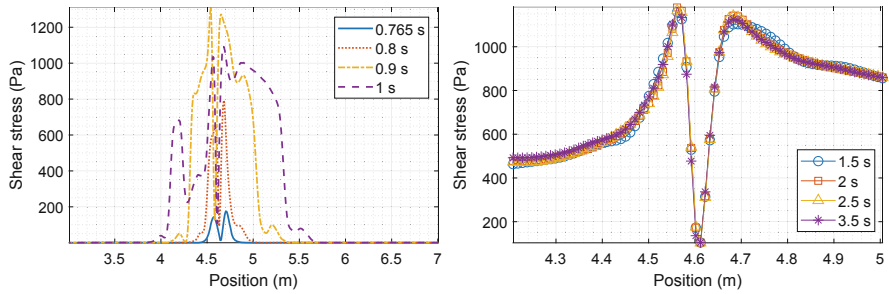 1200
1000
800
600
400
200
3.5 4 4.5 5 5.5 6 6.5 7
Shear stress (Pa)
Position (m)
0.765 s
0.8 s
0.9 s
1 s
1000
800
600
400
200
4.3 4.4 4.5 4.6 4.7 4.8 4.9 5
Shear stress (Pa)
Position (m)
1.5 s
2 s
2.5 s
3.5 s